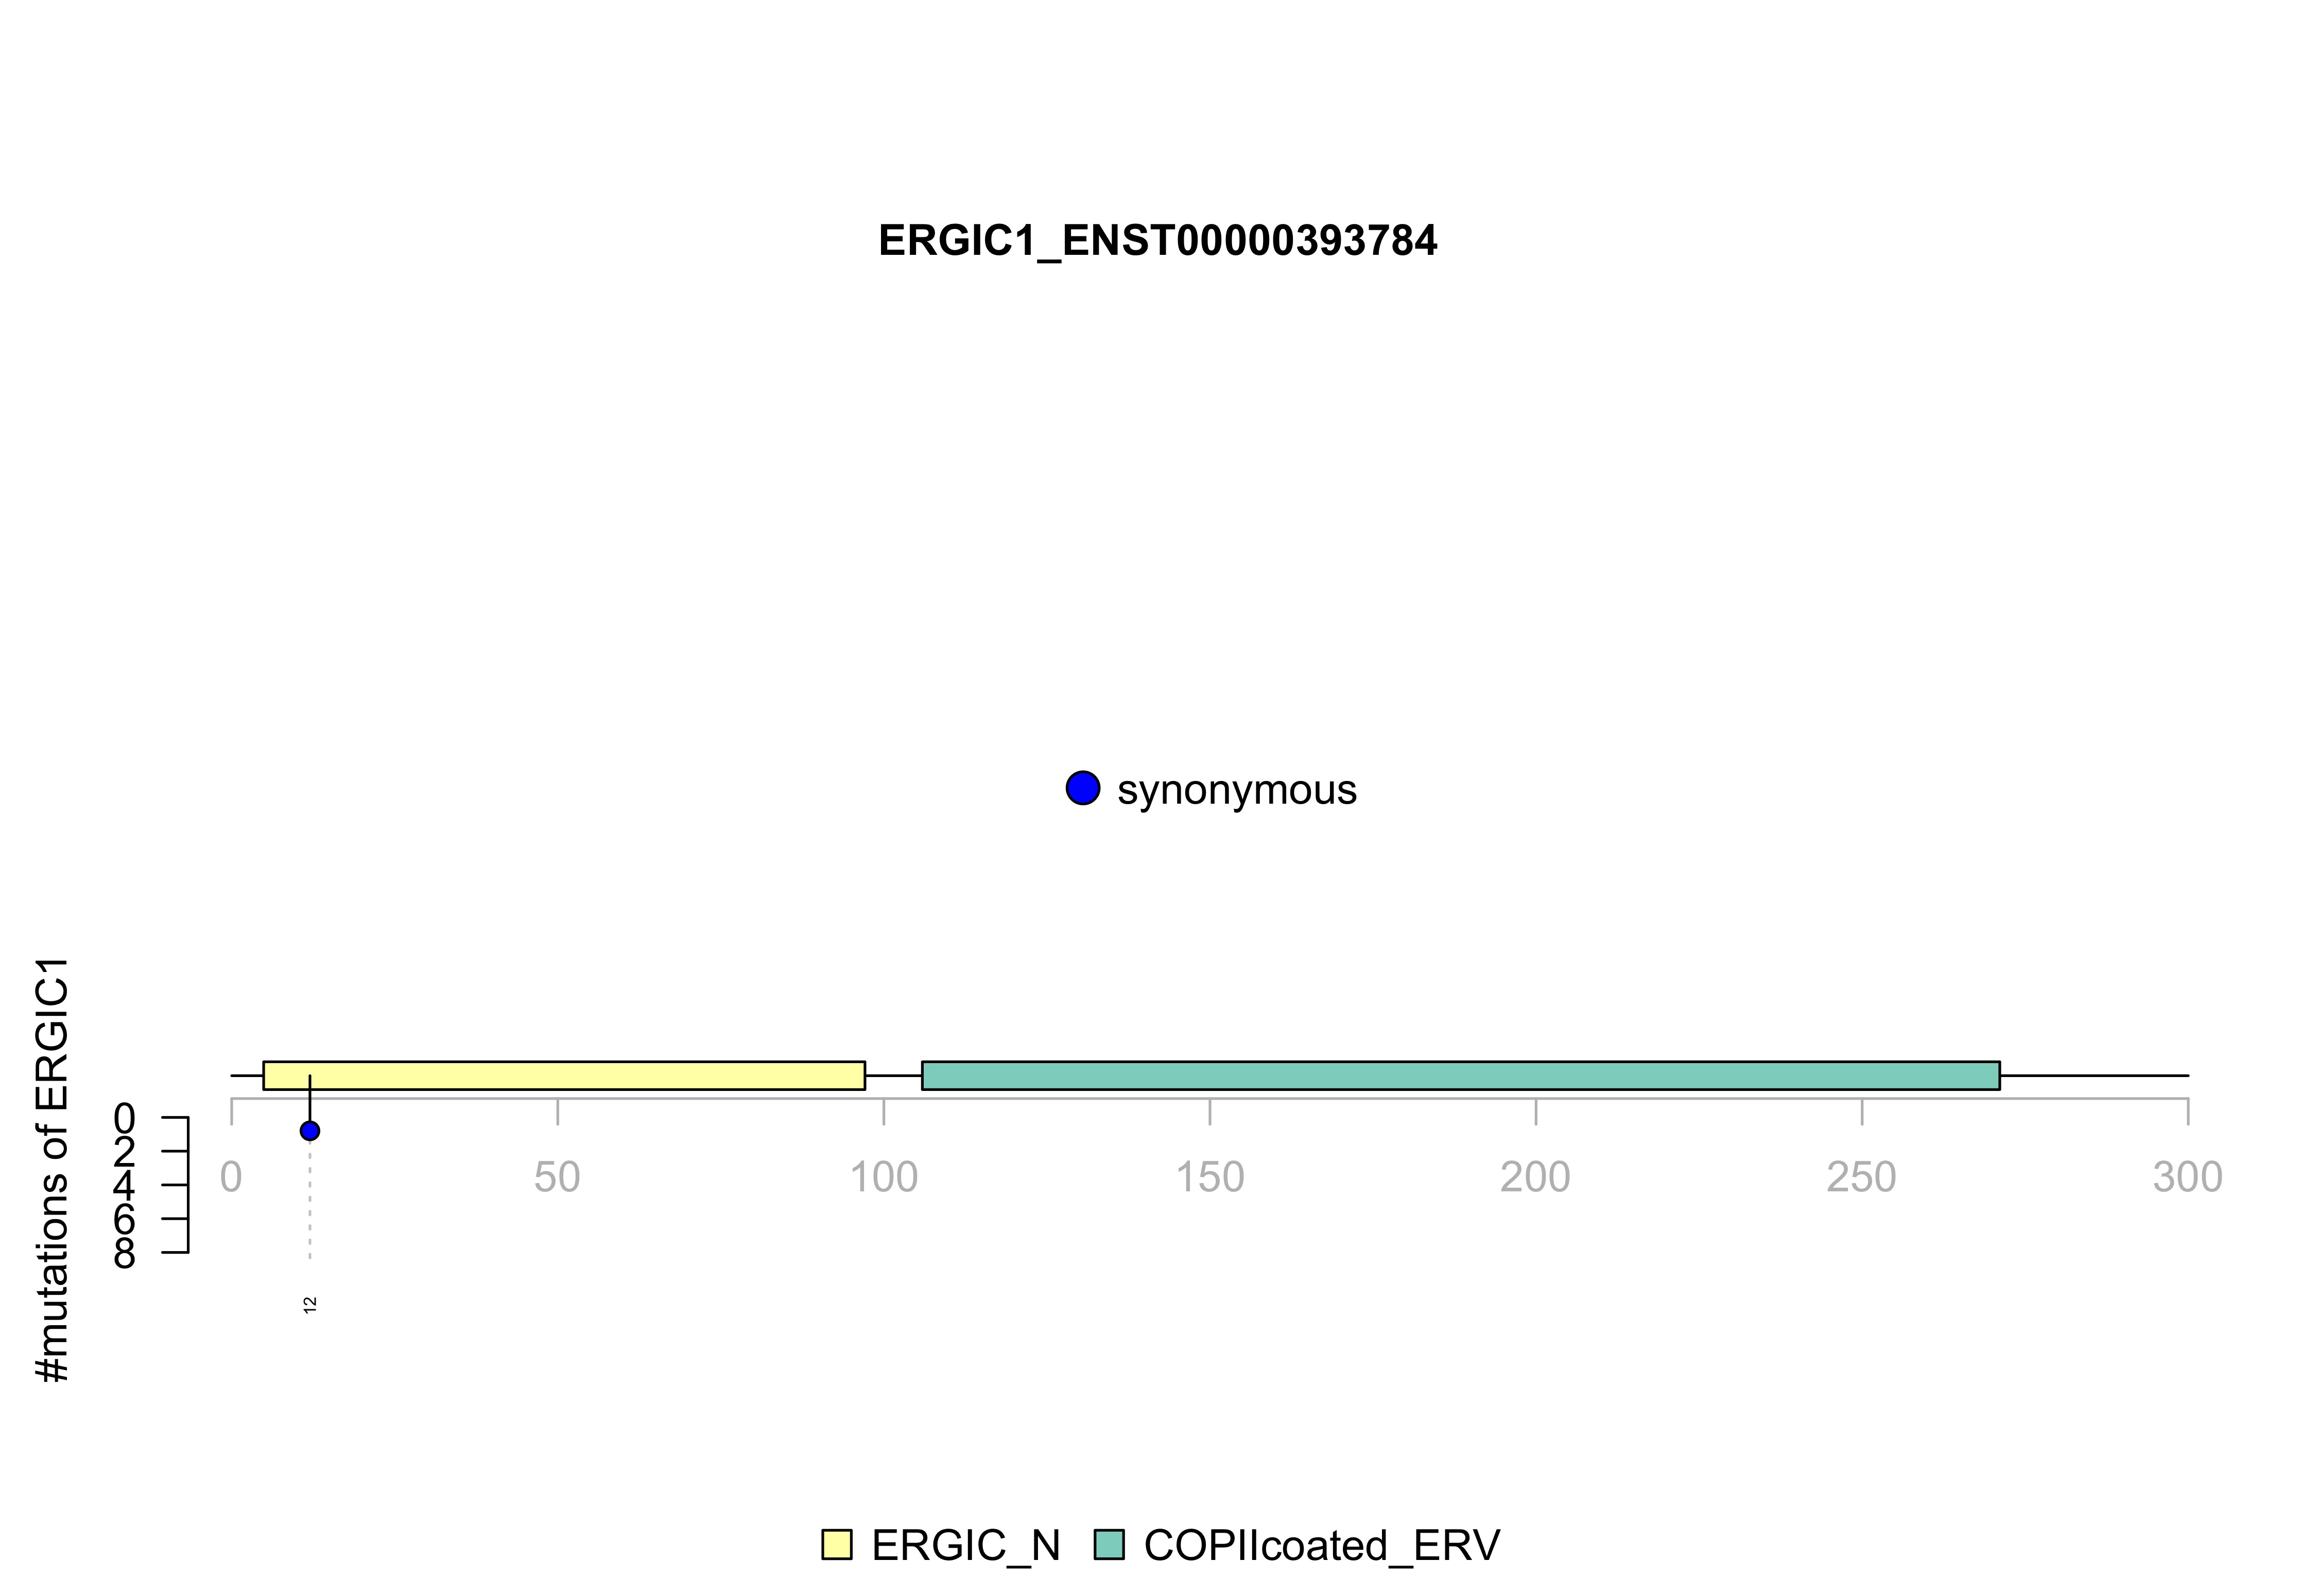 ERGIC1_ENST00000393784
synonymous
#mutations of ERGIC1
0
2
4
6
8
0 50 100 150 200 250 300
12
ERGIC_N COPIIcoated_ERV